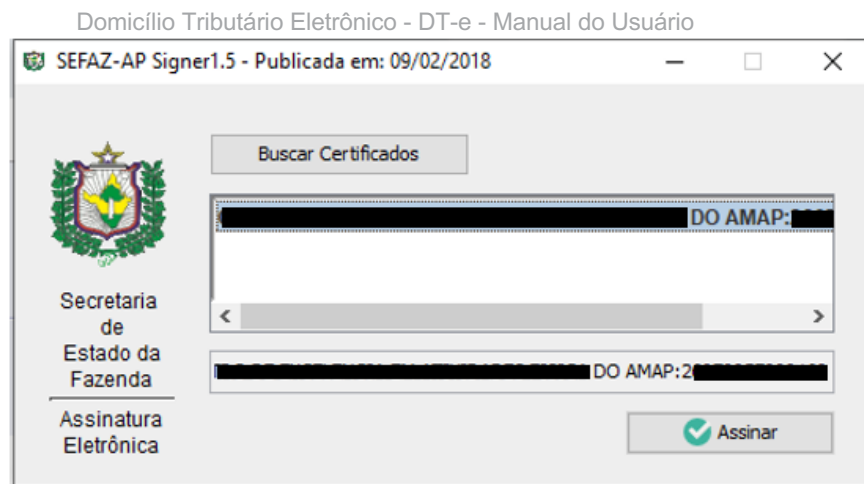 Domicílio Tributário Eletrônico - DT-e - Manual do Usuário
SEFAZ-AP Signer1.5 - Publicada em: 09/02/2018
Buscar Certificados
DO AMAP:
Secretaria
de
Estado da
Fazenda
DO AMAP:2
Assinatura
Eletrônica
Assinar